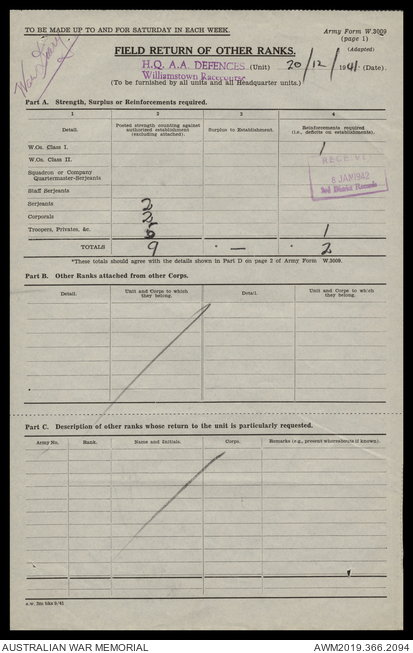 TO BE MADE UP TO AND FOR SATURDAY IN EACH WEEK.
Army Form W.3009
(page 1)
(Adapted)
War Diary
FIELD RETURN OF OTHER RANKS.
H.Q. A.A. DEFENCES (Unit) 20/12/1941 (Date).
Williamstown Racecourse
(To be furnished by all units and all Headquarter units.)
Part A. Strength, Surplus or Reinforcements required.
1 2 3 4
Detail. Posted strength counting against authorised establishment (excluding attached). Surplus to Establishment. Reinforcements required (i.e., deficits on establishments).
W.Os. Class I. 1
W.Os. Class II.
RECEIVED
6 JAN 1942
3rd District Records
Squadron or Company
Quartermaster-Serjeants
Staff Serjeants
Serjeants 2
Corporals 2
Troopers, Privates, &c. 5 1
TOTALS 9 — 2
*These totals should agree with the details shown in Part D on page 2 of Army Form W.3009.
Part B. Other Ranks attached from other Corps.
Detail. Unit and Corps to which they belong. Detail. Unit and Corps to which they belong.
Part C. Description of other ranks whose return to the unit is particularly requested.
Army No. Rank. Name and Initials. Corps. Remarks (e.g., present whereabouts if known).
AUSTRALIAN WAR MEMORIAL
AWM2019.366.2094